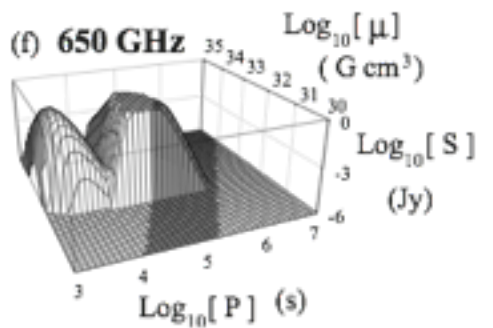 (f) 650 GHz
Log₁₀[ μ]
( G cm³)
35
34
33
32
31
30
0
-3
-6
Log₁₀[ S ]
(Jy)
3
4
5
6
7
Log₁₀[ P ] (s)